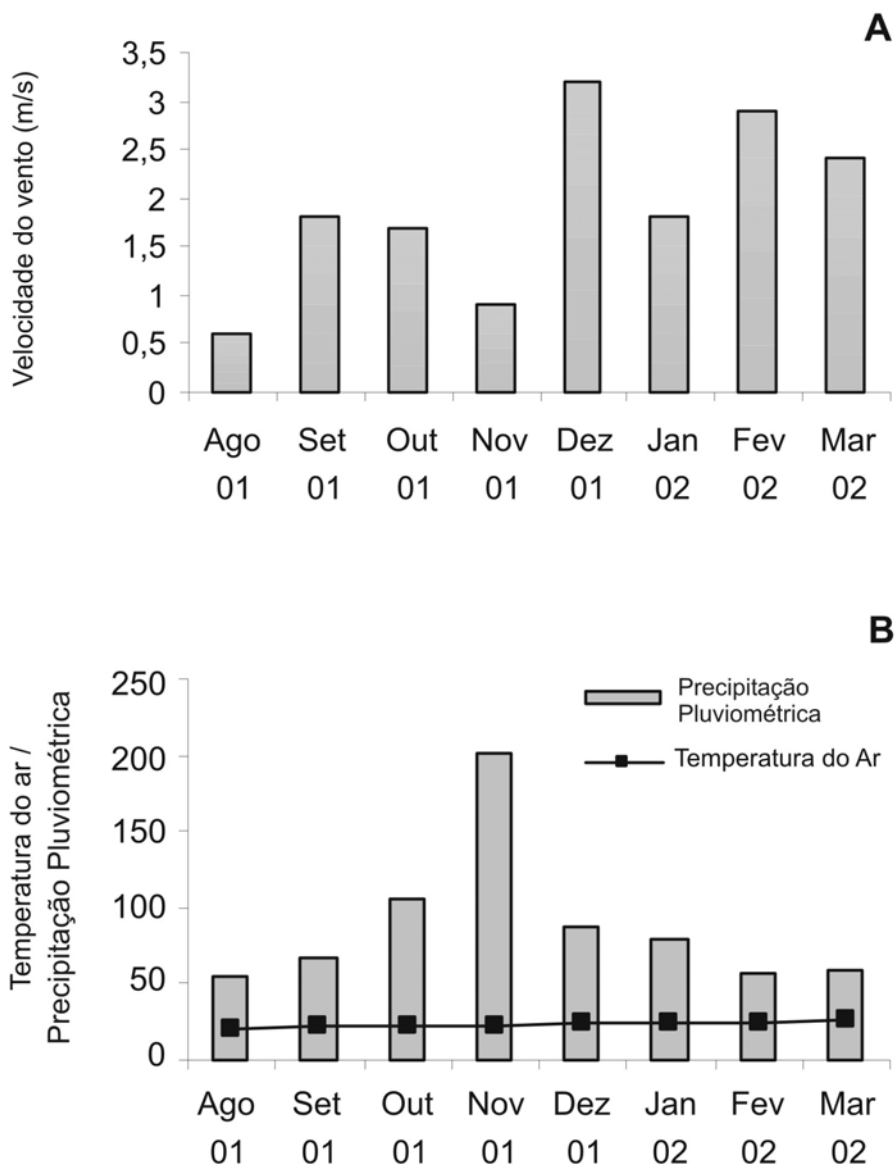 A
Velocidade do vento (m/s)
3,5
3
2,5
2
1,5
1
0,5
0
Ago Set Out Nov Dez Jan Fev Mar
01 01 01 01 01 02 02 02
B
Temperatura do ar /
Precipitação Pluviométrica
250
200
150
100
50
0
Precipitação
Pluviométrica
Temperatura do Ar
Ago Set Out Nov Dez Jan Fev Mar
01 01 01 01 01 02 02 02